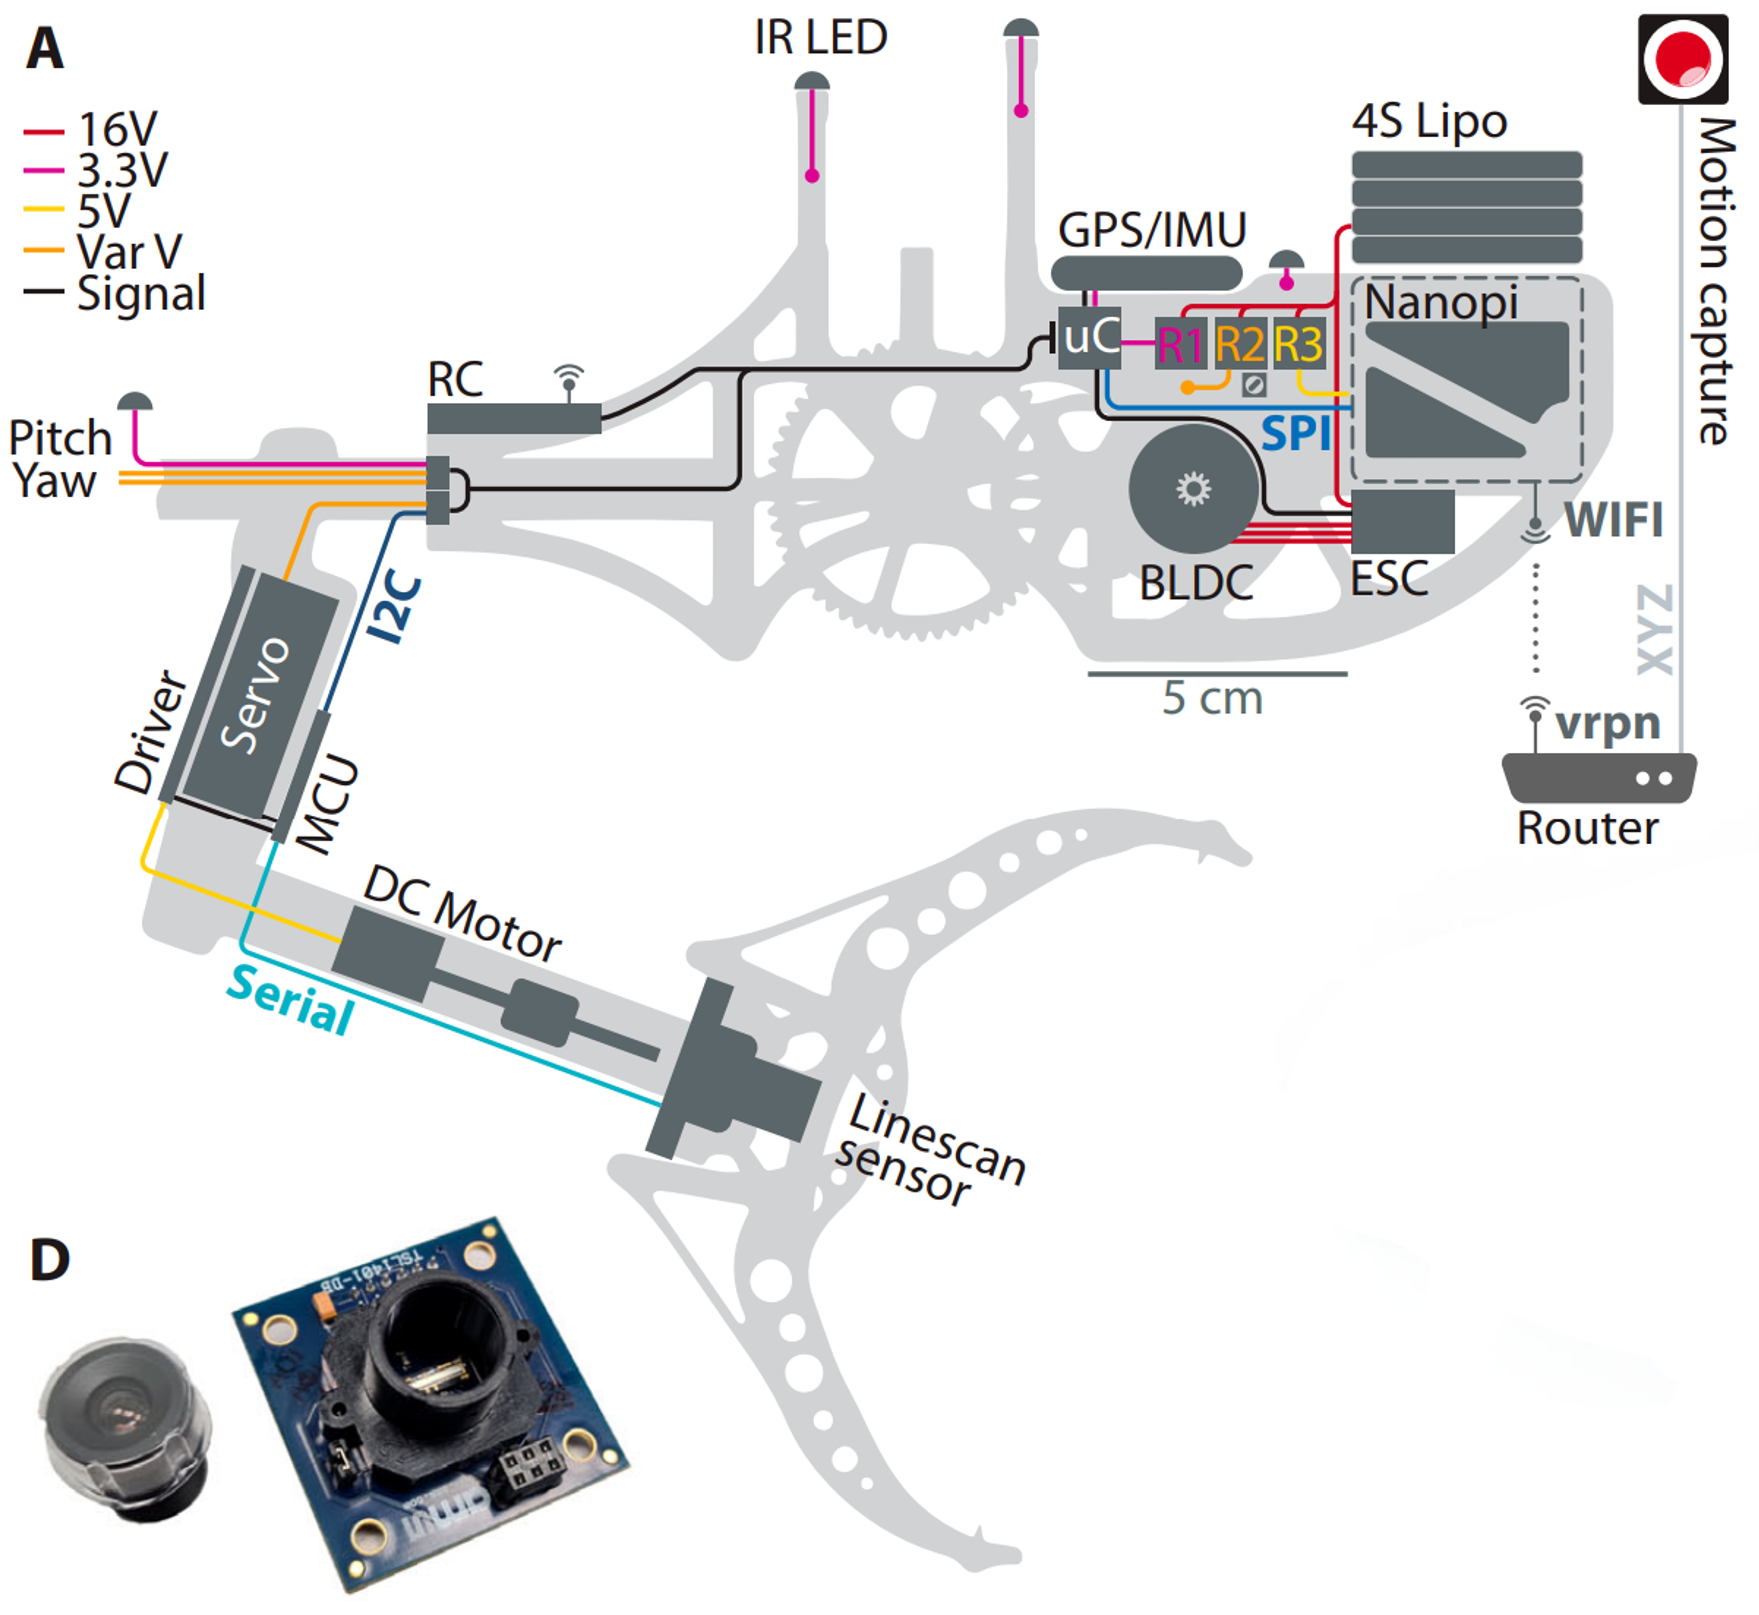 A
IR LED
16V
3.3V
5V
Var V
Signal
4S Lipo
Motion capture
GPS/IMU
Nanopi
uC
R1
R2
R3
RC
SPI
Pitch
Yaw
WIFI
BLDC
ESC
I2C
XYZ
5 cm
Servo
Driver
MCU
vrpn
Router
DC Motor
Serial
Linescan
sensor
D
TSL1401-DB